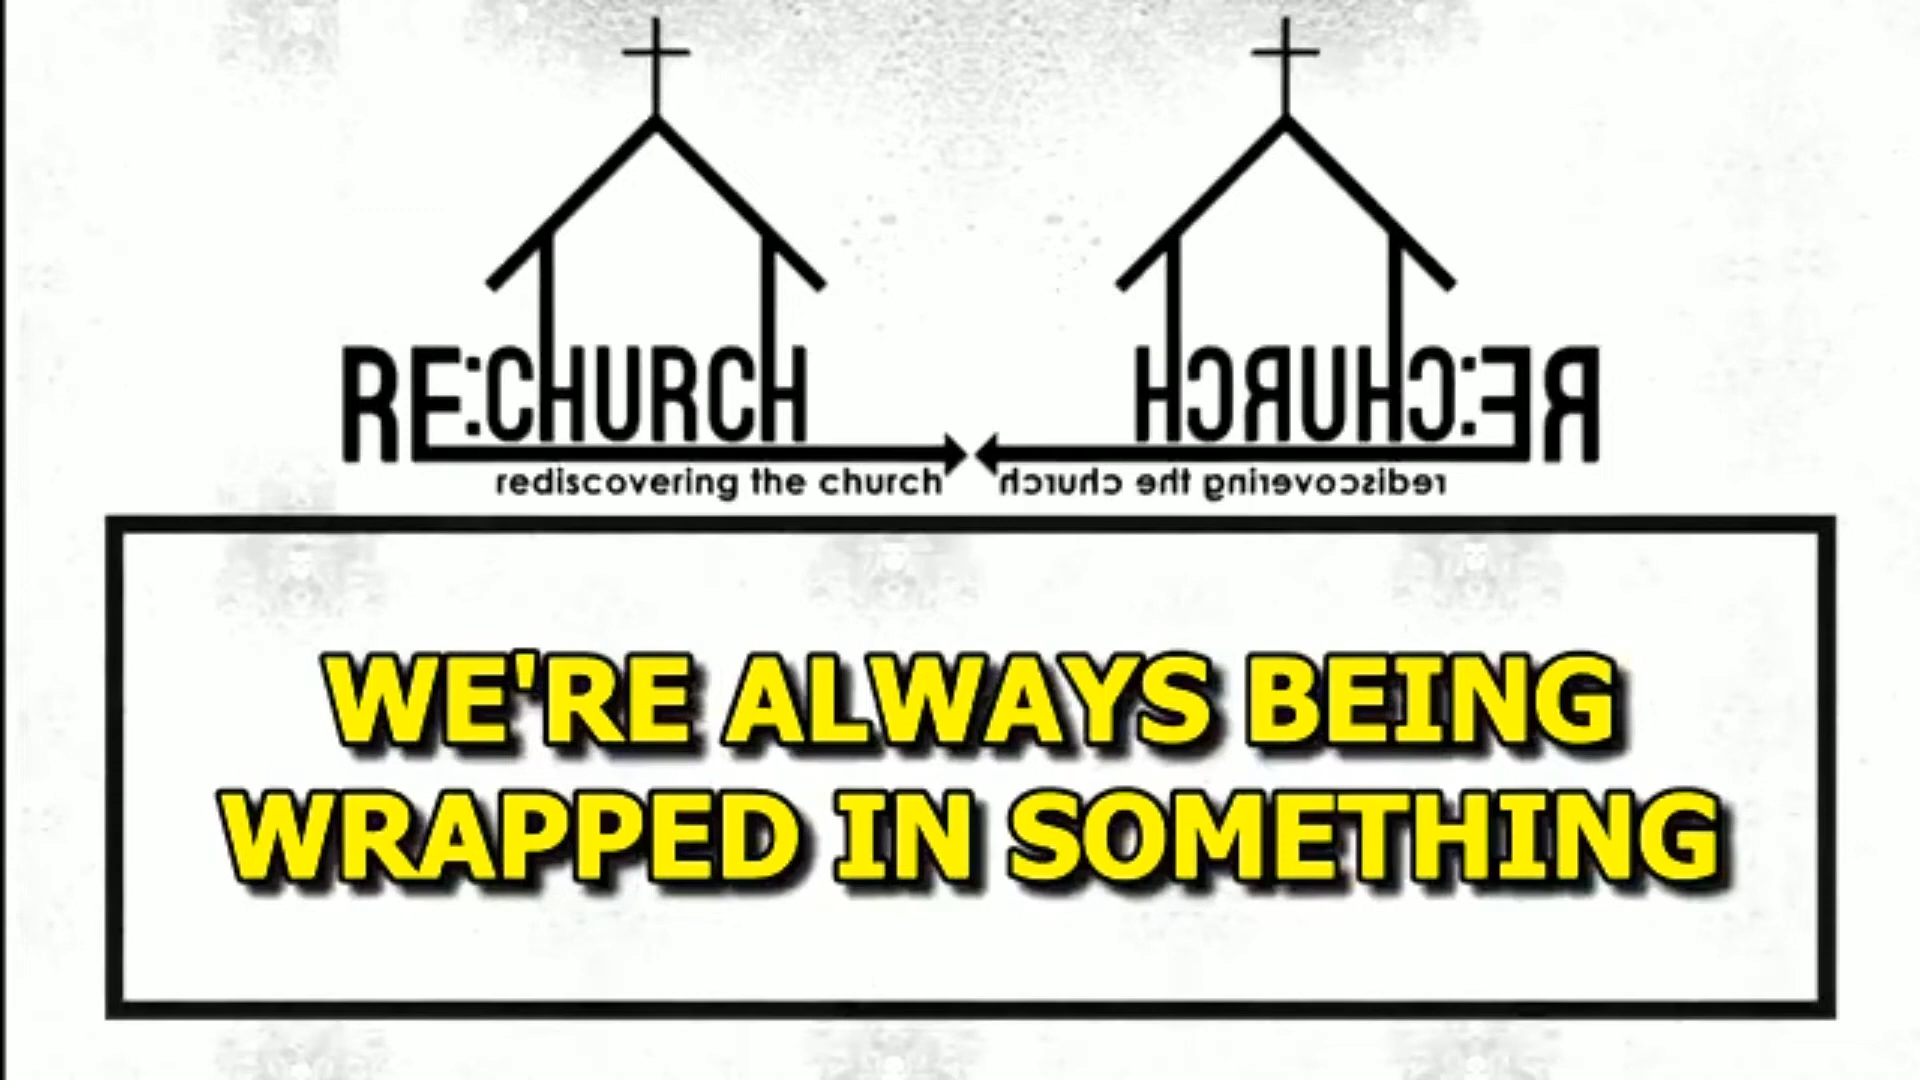 RE:CHURCH RE:CHURCH
rediscovering the church rediscovering the church
WE'RE ALWAYS BEING
WRAPPED IN SOMETHING